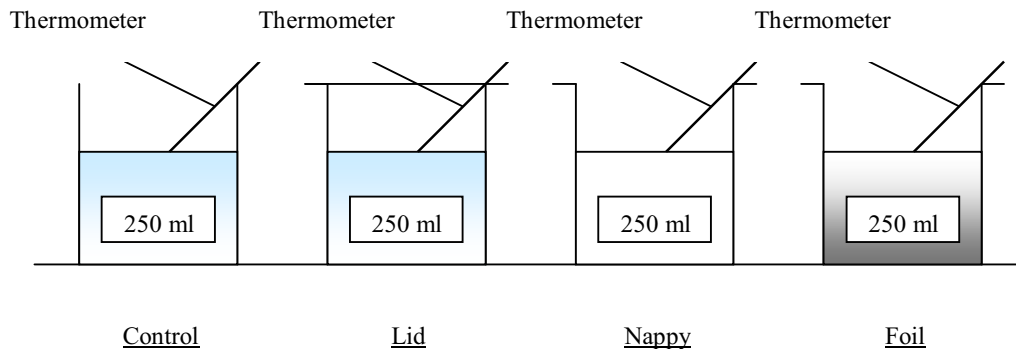 Thermometer Thermometer Thermometer Thermometer
250 ml 250 ml 250 ml 250 ml
Control Lid Nappy Foil